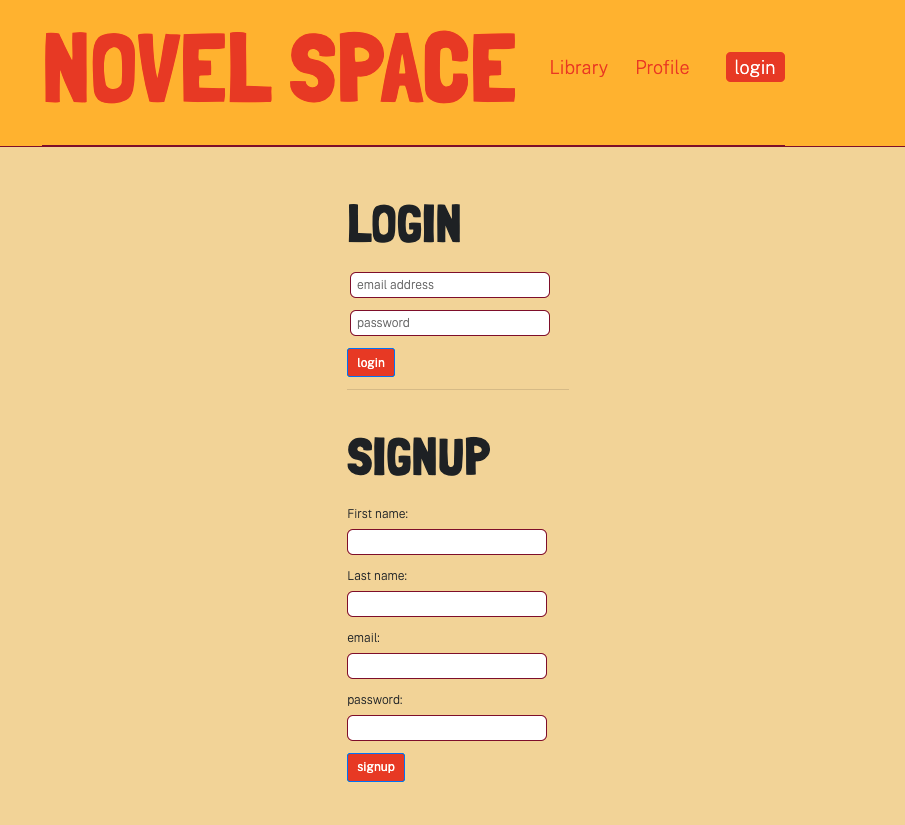 NOVEL SPACE
Library Profile login
LOGIN
email address
password
login
SIGNUP
First name:
Last name:
email:
password:
signup